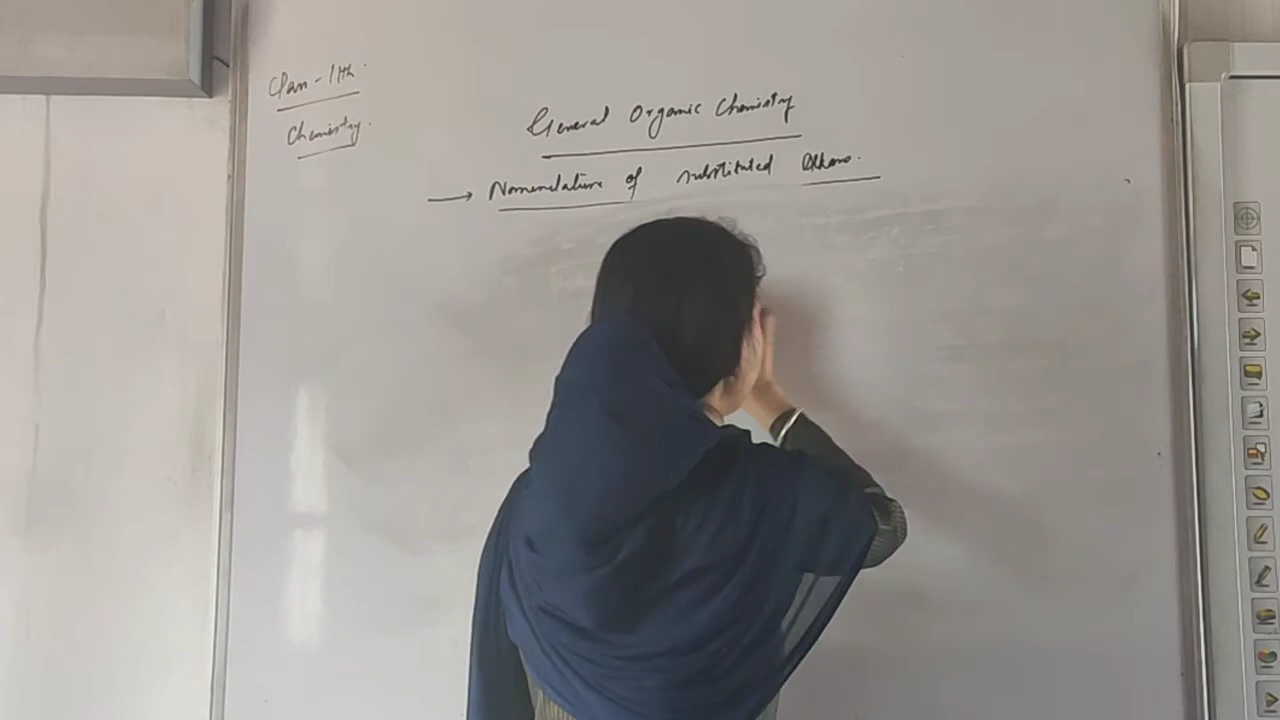 Class - 11th.
Chemistry.
General Organic Chemistry
→ Nomenclature of substituted Alkane.